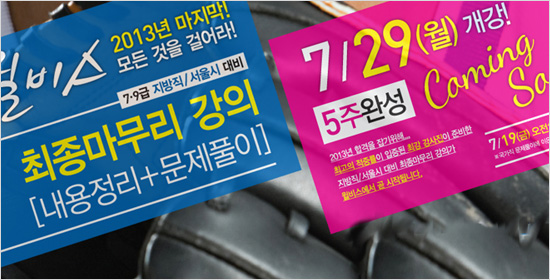 윌비스
2013년 마지막!
모든 것을 걸어라!
7·9급 지방직/서울시 대비
최종마무리 강의
[내용정리+문제풀이]
7/29(월) 개강!
5주완성
Coming
So
2013년 합격을 잡기위해....
최고의 적중률이 입증된 최강 강사진이 준비한
지방직/서울시 대비 최종마무리 강의가
윌비스에서 곧 시작됩니다.
7/19(금) 오전